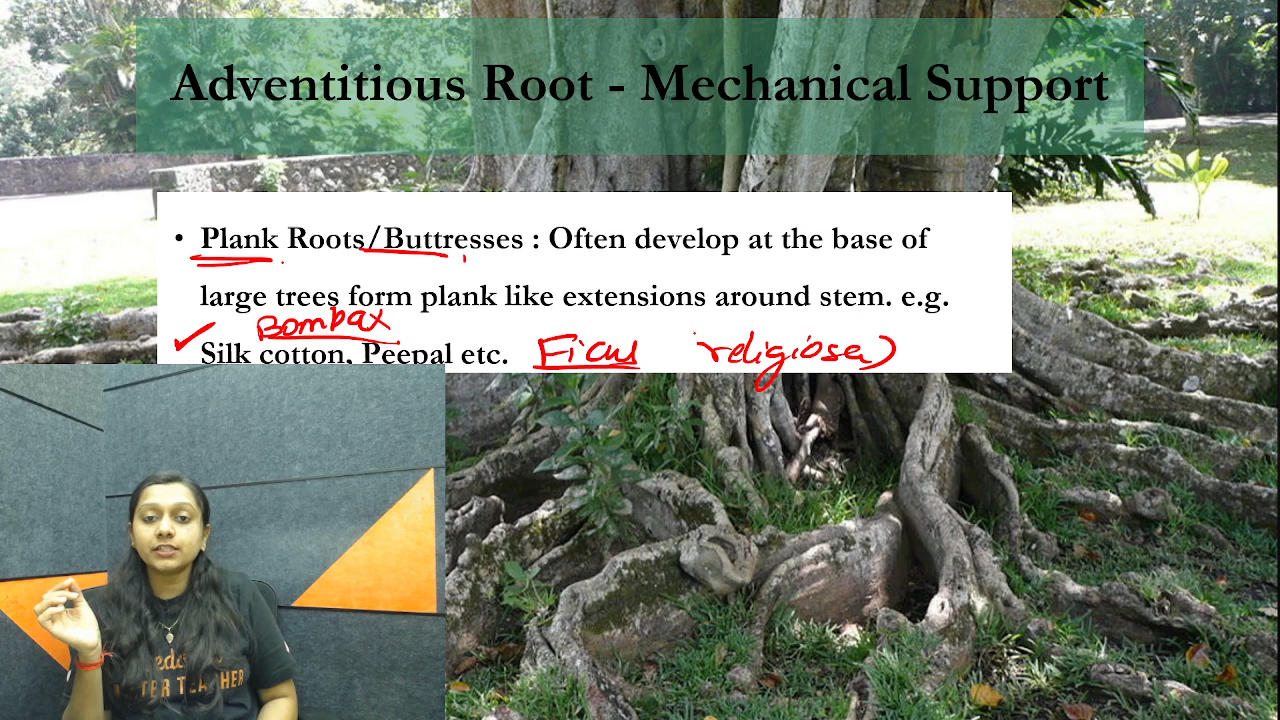 Adventitious Root - Mechanical Support
• Plank Roots/Buttresses : Often develop at the base of
large trees form plank like extensions around stem. e.g.
Bombax
Silk cotton, Peepal etc. Ficus religiosa)
TEACHER